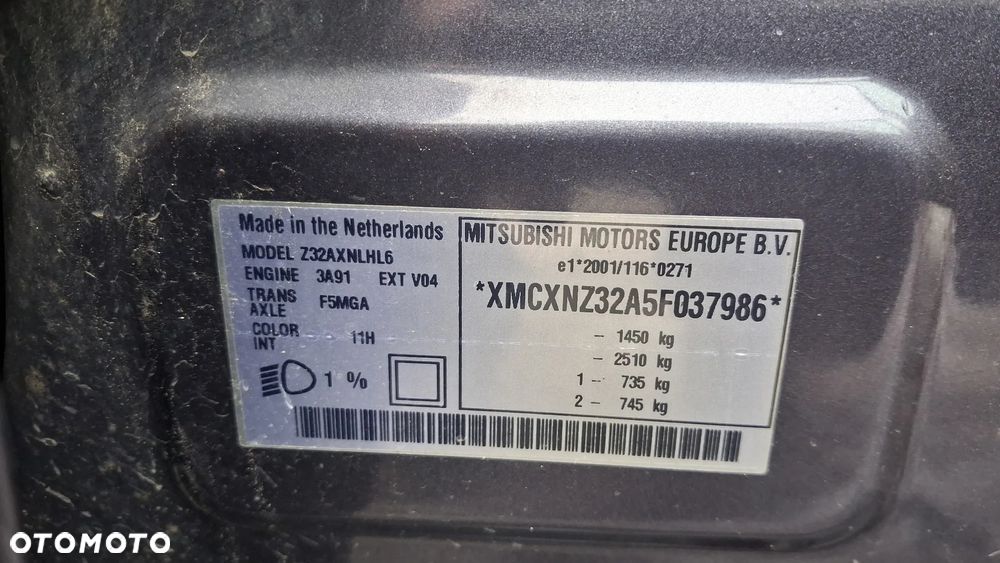 Made in the Netherlands
MODEL Z32AXNLHL6
ENGINE 3A91 EXT V04
TRANS AXLE F5MGA
COLOR INT 11H
1 %
MITSUBISHI MOTORS EUROPE B.V.
e1*2001/116*0271
*XMCXNZ32A5F037986*
- 1450 kg
- 2510 kg
1 - 735 kg
2 - 745 kg
OTOMOTO